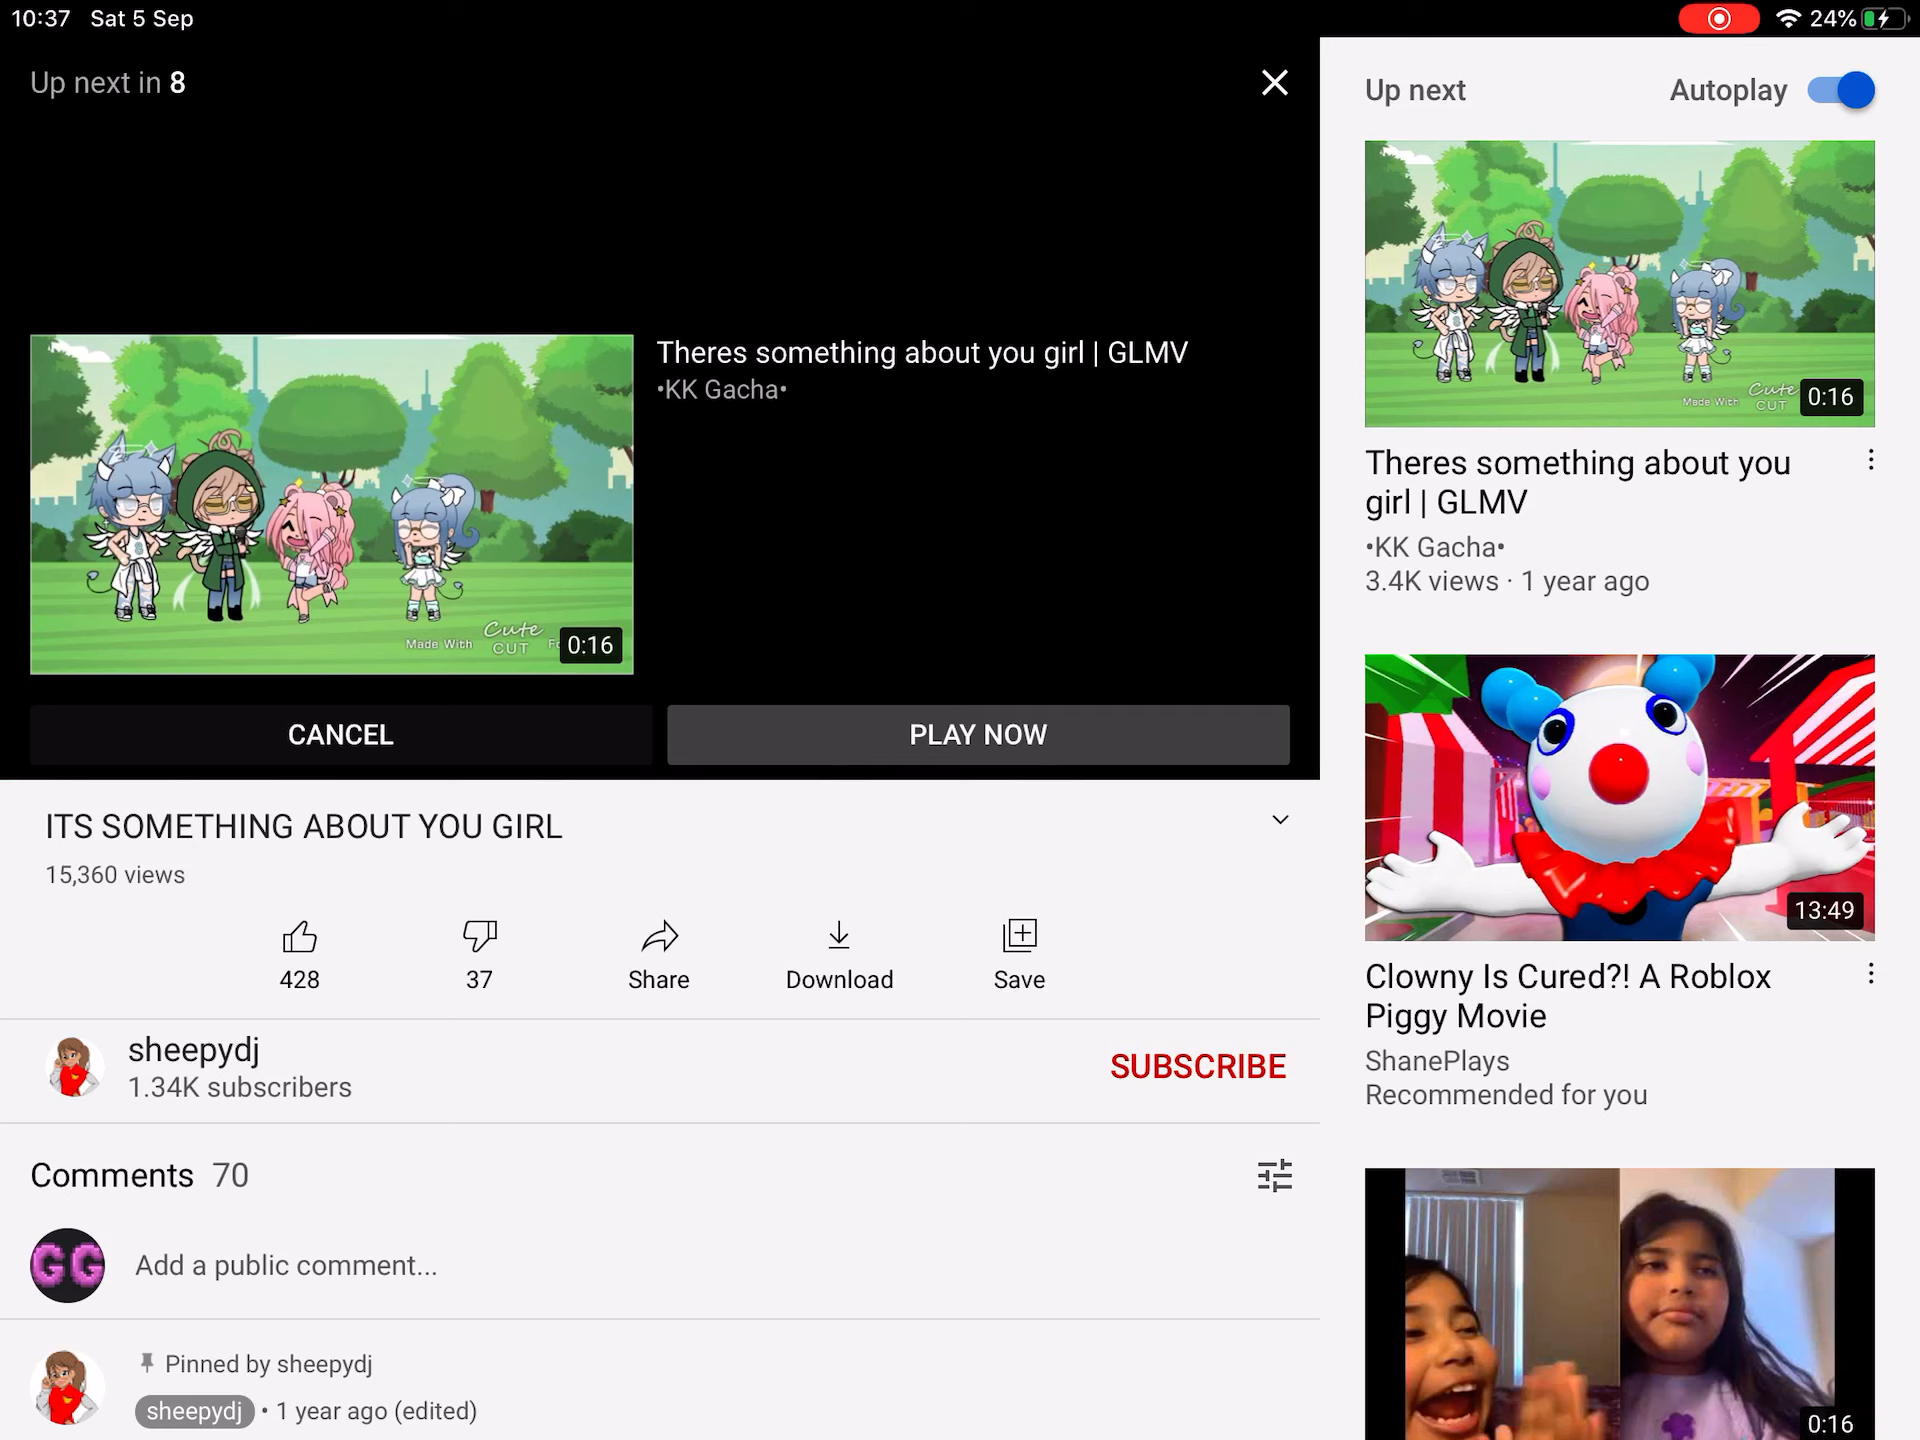 10:37 Sat 5 Sep
24%
Up next in 8
Theres something about you girl | GLMV
•KK Gacha•
Made With Cute CUT
0:16
CANCEL
PLAY NOW
ITS SOMETHING ABOUT YOU GIRL
15,360 views
428
37
Share
Download
Save
sheepydj
1.34K subscribers
SUBSCRIBE
Comments 70
GG
Add a public comment...
Pinned by sheepydj
sheepydj • 1 year ago (edited)
Up next
Autoplay
Made With Cute CUT
0:16
Theres something about you
girl | GLMV
•KK Gacha•
3.4K views · 1 year ago
13:49
Clowny Is Cured?! A Roblox
Piggy Movie
ShanePlays
Recommended for you
0:16